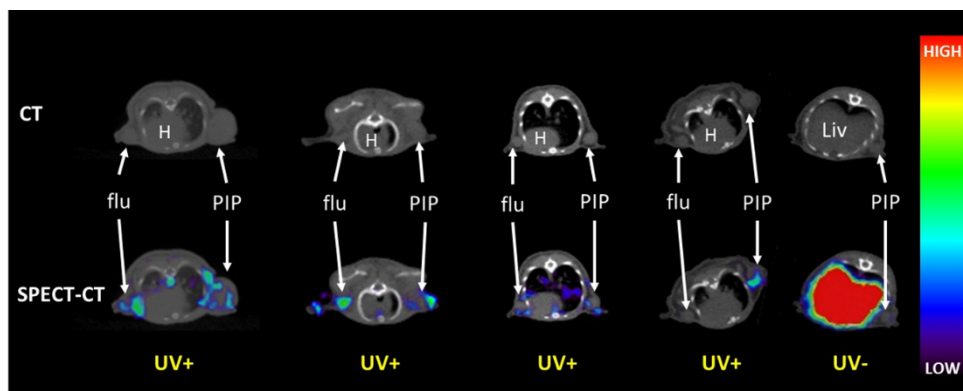 HIGH
CT
H
H
H
H
Liv
flu PIP flu PIP flu PIP flu PIP PIP
SPECT-CT
UV+ UV+ UV+ UV+ UV-
LOW